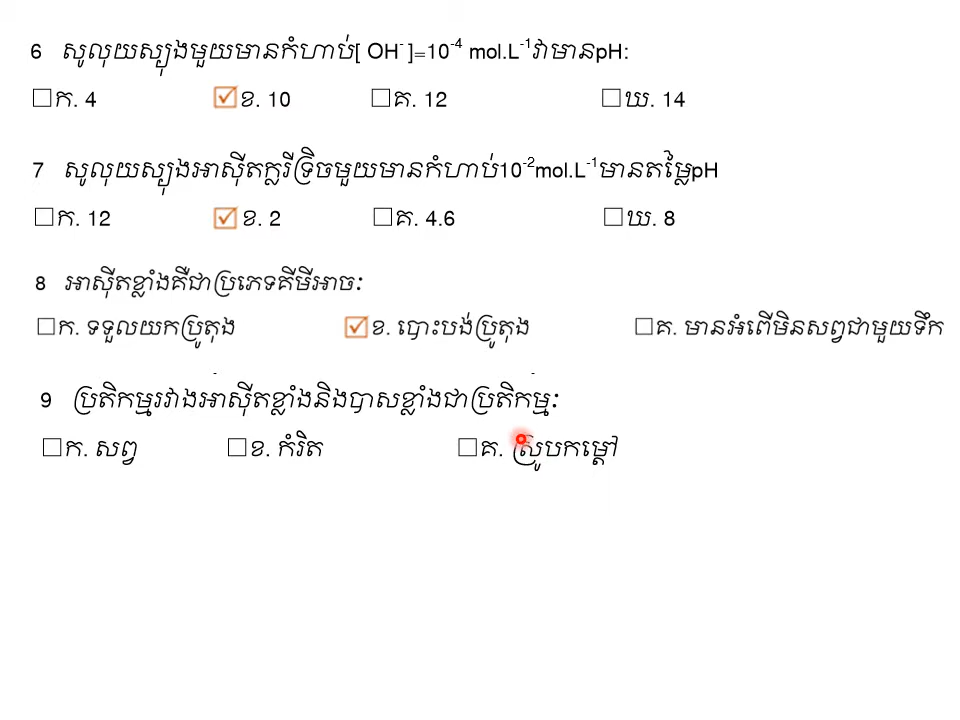 6 សូលុយស្យុងមួយមានកំហាប់[ OH⁻ ]=10⁻⁴ mol.L⁻¹វាមានpH:
☐ក. 4 ☑ខ. 10 ☐គ. 12 ☐ឃ. 14
7 សូលុយស្យុងអាស៊ីតក្លរីឌ្រិចមួយមានកំហាប់10⁻²mol.L⁻¹មានតម្លៃpH
☐ក. 12 ☑ខ. 2 ☐គ. 4.6 ☐ឃ. 8
8 អាស៊ីតខ្លាំងគឺជាប្រភេទគីមីអាចៈ
☐ក. ទទួលយកប្រូតុង ☑ខ. បោះបង់ប្រូតុង ☐គ. មានអំពើមិនសព្វជាមួយទឹក
9 ប្រតិកម្មរវាងអាស៊ីតខ្លាំងនិងបាសខ្លាំងជាប្រតិកម្មៈ
☐ក. សព្វ ☐ខ. កំរិត ☐គ. ស្រូបកម្ដៅ